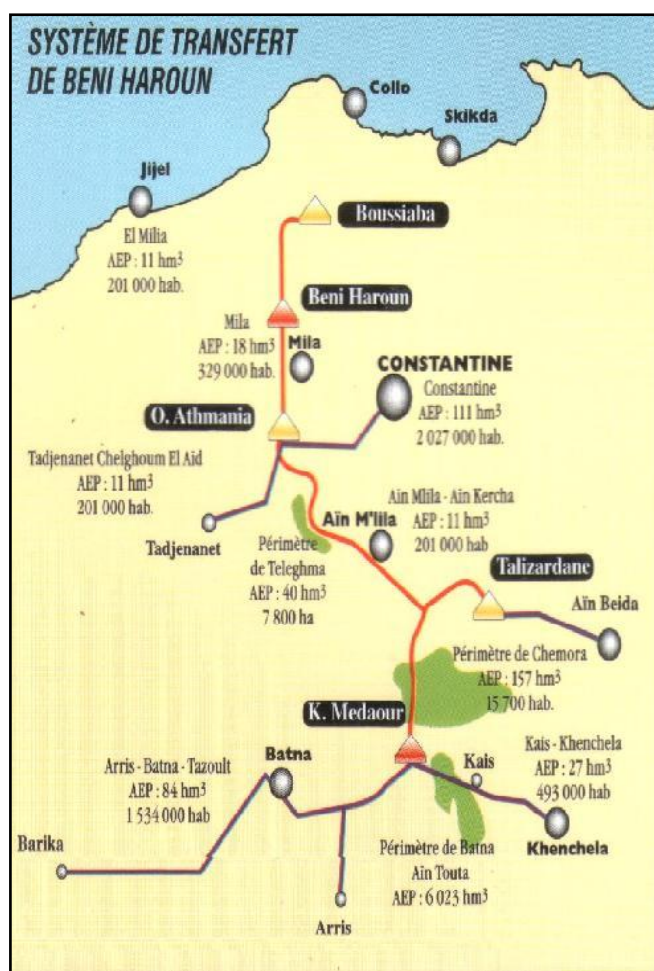 SYSTÈME DE TRANSFERT
DE BENI HAROUN
Collo
Skikda
Jijel
El Milia
AEP : 11 hm³
201 000 hab.
Boussiaba
Beni Haroun
Mila
AEP : 18 hm³
329 000 hab.
Mila
CONSTANTINE
Constantine
AEP : 111 hm³
2 027 000 hab.
O. Athmania
Tadjenanet Chelghoum El Aïd
AEP : 11 hm³
201 000 hab.
Tadjenanet
Aïn Mlila - Aïn Kercha
AEP : 11 hm³
201 000 hab
Aïn M'lila
Périmètre
de Teleghma
AEP : 40 hm³
7 800 ha
Talizardane
Aïn Beida
Périmètre de Chemora
AEP : 157 hm³
15 700 hab.
K. Medaour
Kais - Khenchela
AEP : 27 hm³
493 000 hab
Kais
Khenchela
Arris - Batna - Tazoult
AEP : 84 hm³
1 534 000 hab
Batna
Barika
Arris
Périmètre de Batna
Aïn Touta
AEP : 6 023 hm³